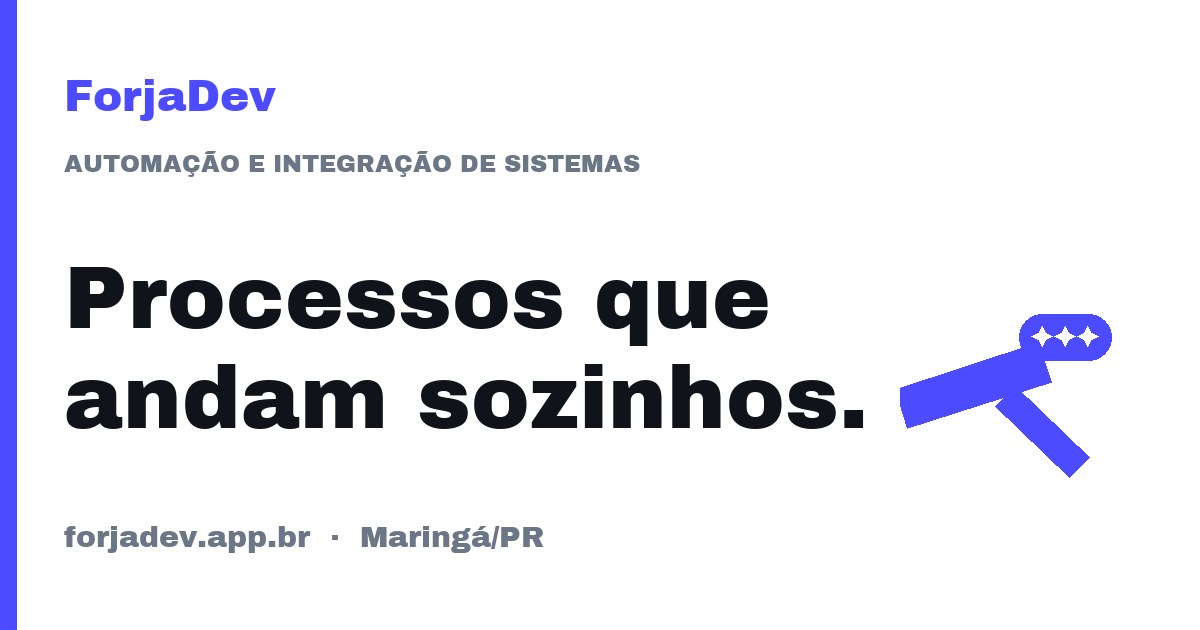 ForjaDev
AUTOMAÇÃO E INTEGRAÇÃO DE SISTEMAS
Processos que
andam sozinhos.
forjadev.app.br · Maringá/PR